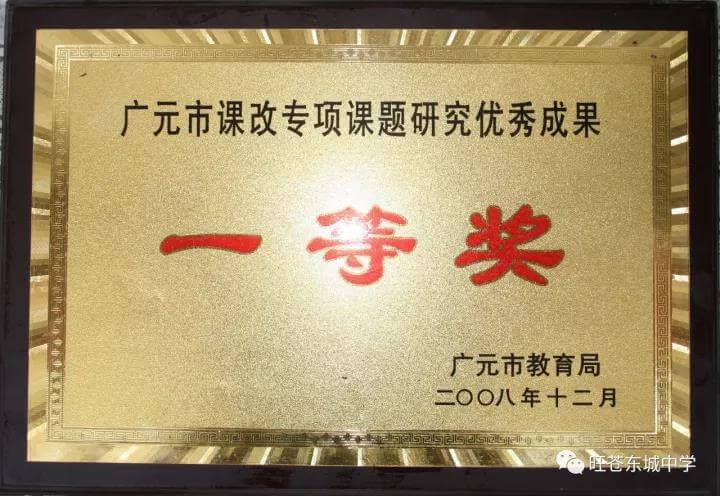 广元市课改专项课题研究优秀成果
一等奖
广元市教育局
二〇〇八年十二月
旺苍东城中学